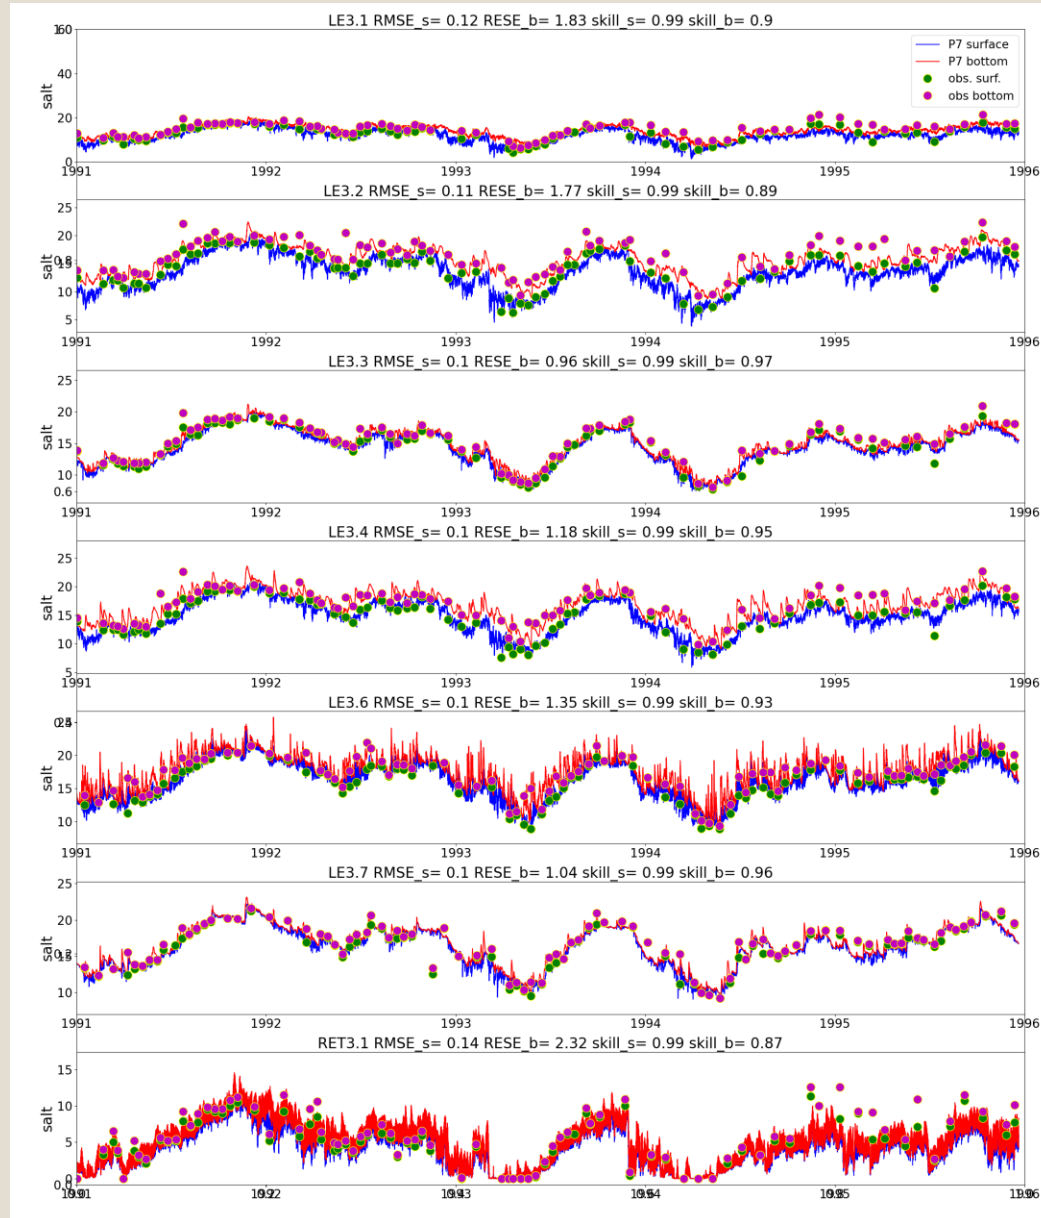 LE3.1 RMSE_s= 0.12 RESE_b= 1.83 skill_s= 0.99 skill_b= 0.9
P7 surface
P7 bottom
obs. surf.
obs bottom
salt
40
20
0
1991 1992 1993 1994 1995 1996
LE3.2 RMSE_s= 0.11 RESE_b= 1.77 skill_s= 0.99 skill_b= 0.89
salt
25
20
15
10
5
1991 1992 1993 1994 1995 1996
LE3.3 RMSE_s= 0.1 RESE_b= 0.96 skill_s= 0.99 skill_b= 0.97
salt
25
20
15
10
0.6
1991 1992 1993 1994 1995 1996
LE3.4 RMSE_s= 0.1 RESE_b= 1.18 skill_s= 0.99 skill_b= 0.95
salt
25
20
15
10
5
1991 1992 1993 1994 1995 1996
LE3.6 RMSE_s= 0.1 RESE_b= 1.35 skill_s= 0.99 skill_b= 0.93
salt
20
15
10
1991 1992 1993 1994 1995 1996
LE3.7 RMSE_s= 0.1 RESE_b= 1.04 skill_s= 0.99 skill_b= 0.96
salt
25
20
10
1991 1992 1993 1994 1995 1996
RET3.1 RMSE_s= 0.14 RESE_b= 2.32 skill_s= 0.99 skill_b= 0.87
salt
15
10
5